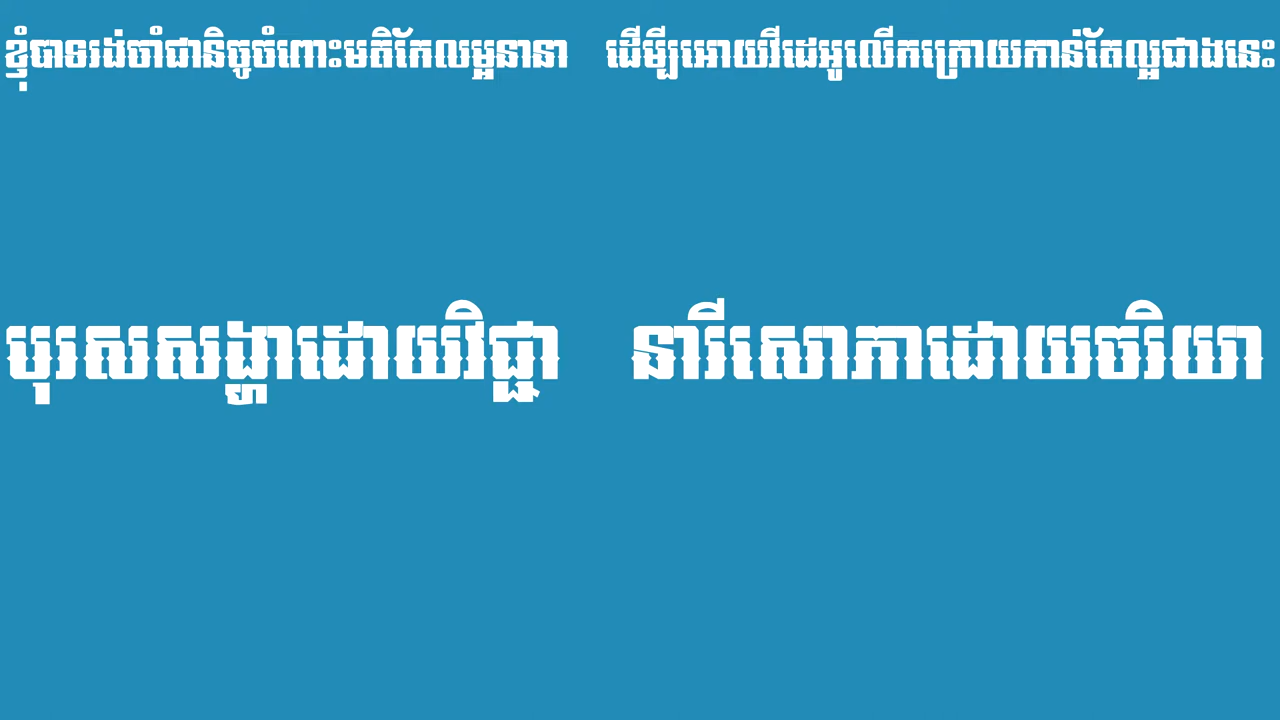 ខ្ញុំបាទរង់ចាំជានិច្ចចំពោះមតិកែលម្អនានា ដើម្បីអោយវីដេអូលើកក្រោយកាន់តែល្អជាងនេះ
បុរសសង្ហាដោយវិជ្ជា នារីសោភាដោយចរិយា